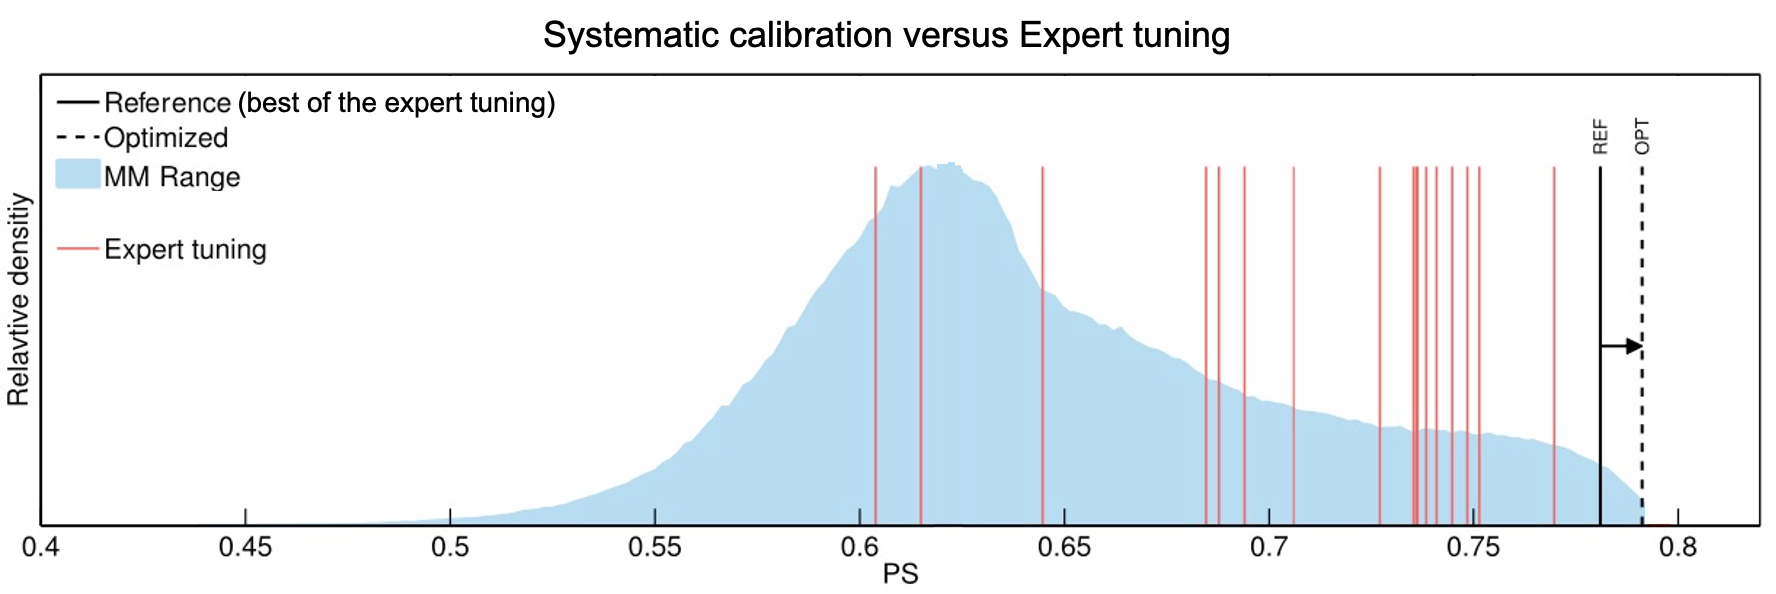 Systematic calibration versus Expert tuning
Reference (best of the expert tuning)
Optimized
MM Range
Expert tuning
REF
OPT
Relavtive densitiy
0.4 0.45 0.5 0.55 0.6 0.65 0.7 0.75 0.8
PS